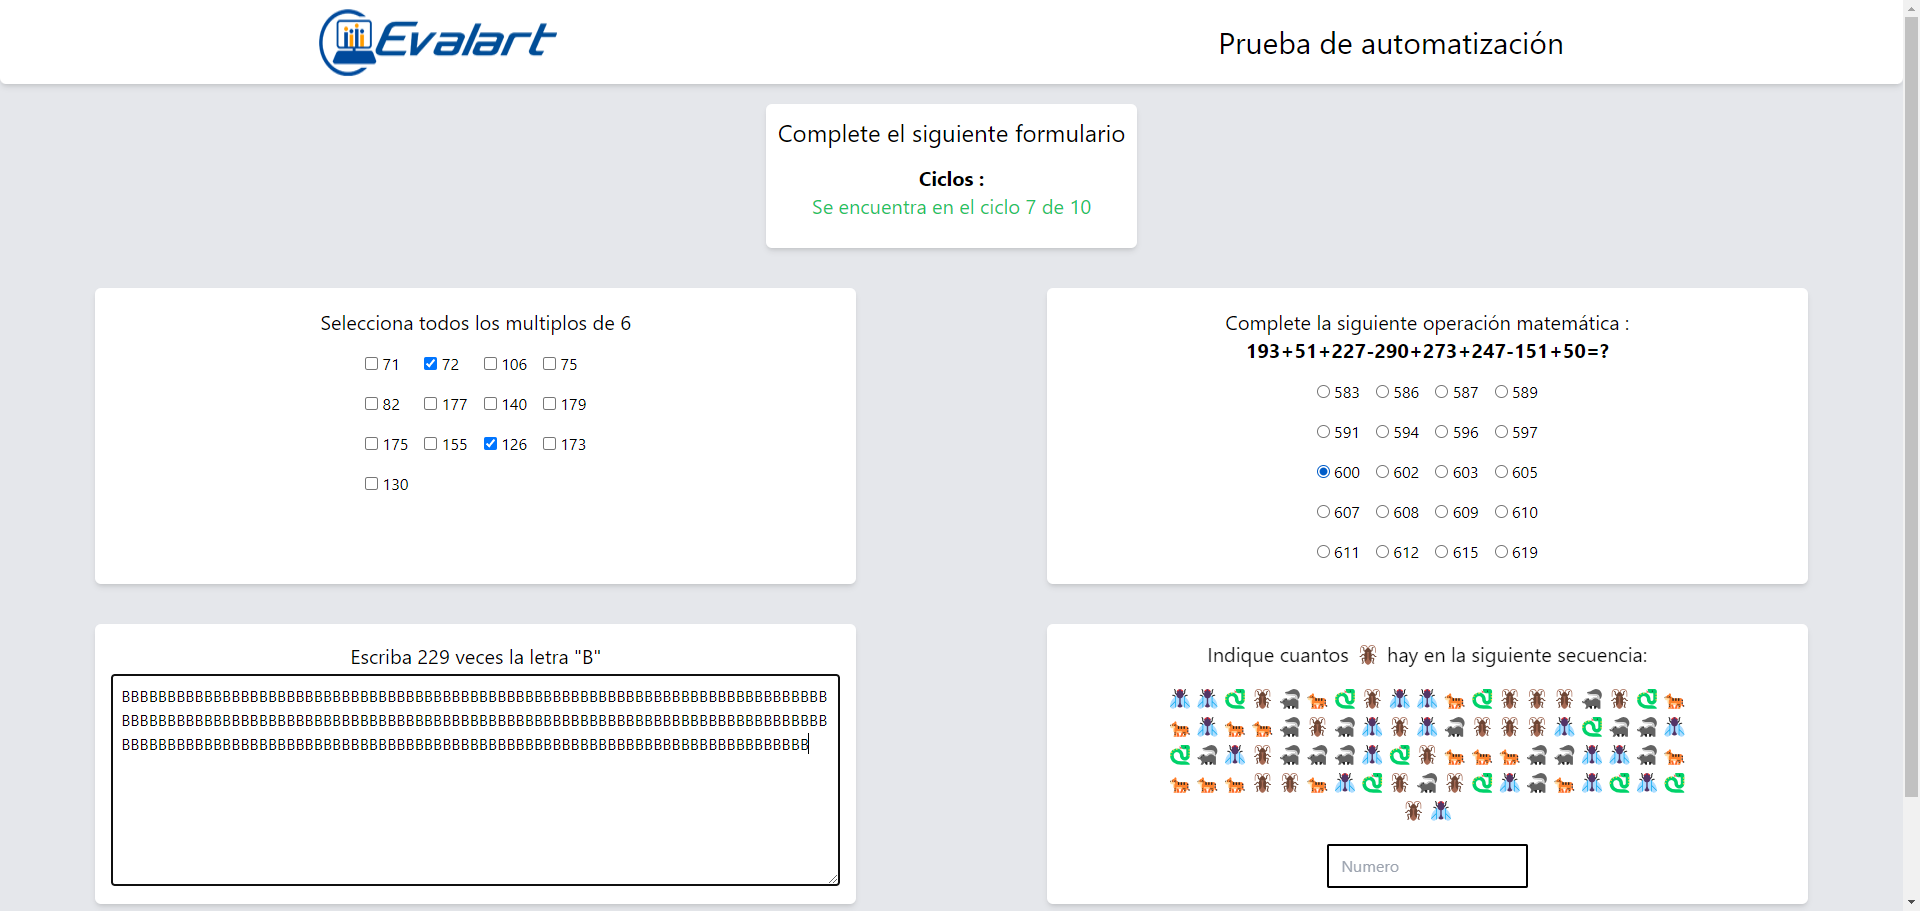 Evalart
Prueba de automatización
Complete el siguiente formulario
Ciclos :
Se encuentra en el ciclo 7 de 10
Selecciona todos los multiplos de 6
71 72 106 75
82 177 140 179
175 155 126 173
130
Complete la siguiente operación matemática :
193+51+227-290+273+247-151+50=?
583 586 587 589
591 594 596 597
600 602 603 605
607 608 609 610
611 612 615 619
Escriba 229 veces la letra "B"
BBBBBBBBBBBBBBBBBBBBBBBBBBBBBBBBBBBBBBBBBBBBBBBBBBBBBBBBBBBBBBBBBBBBBBBBBBBBB
BBBBBBBBBBBBBBBBBBBBBBBBBBBBBBBBBBBBBBBBBBBBBBBBBBBBBBBBBBBBBBBBBBBBBBBBBBBBB
BBBBBBBBBBBBBBBBBBBBBBBBBBBBBBBBBBBBBBBBBBBBBBBBBBBBBBBBBBBBBBBBBBBBBBBBBBB
Indique cuantos hay en la siguiente secuencia:
Numero